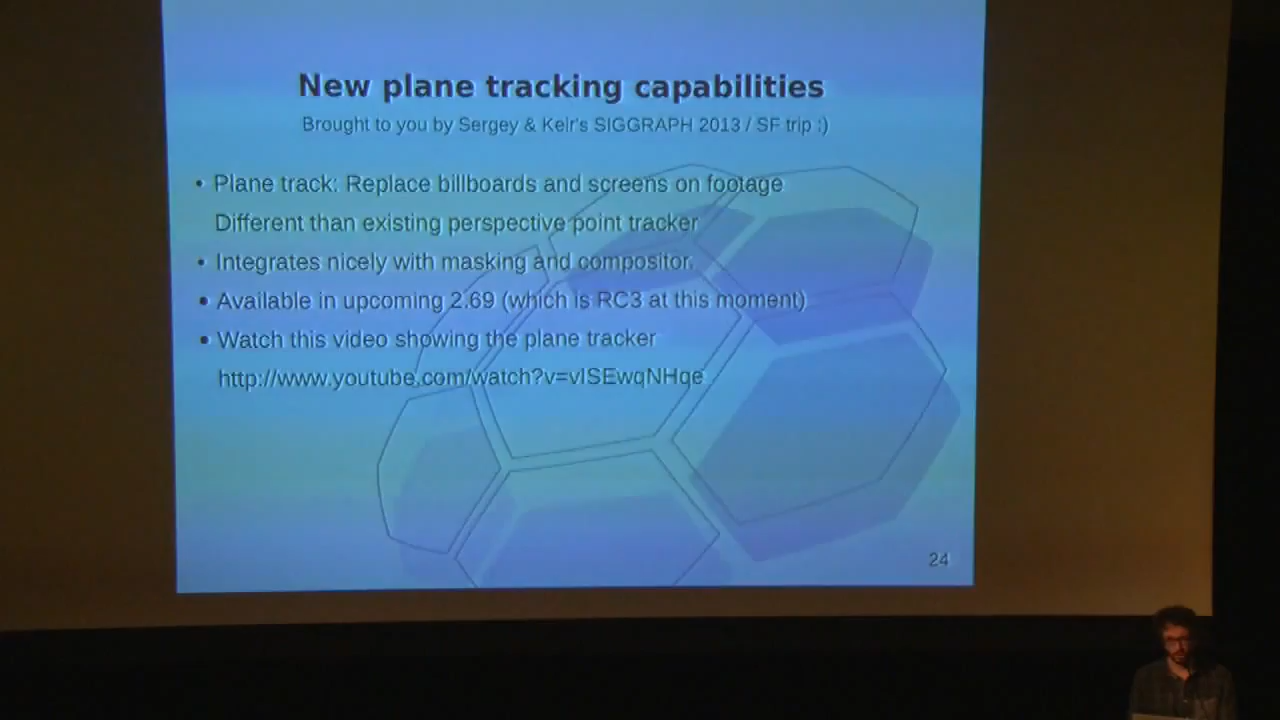 New plane tracking capabilities
Brought to you by Sergey & Keir's SIGGRAPH 2013 / SF trip :)
• Plane track: Replace billboards and screens on footage
Different than existing perspective point tracker
• Integrates nicely with masking and compositor.
• Available in upcoming 2.69 (which is RC3 at this moment)
• Watch this video showing the plane tracker
http://www.youtube.com/watch?v=vISEwqNHqe
24